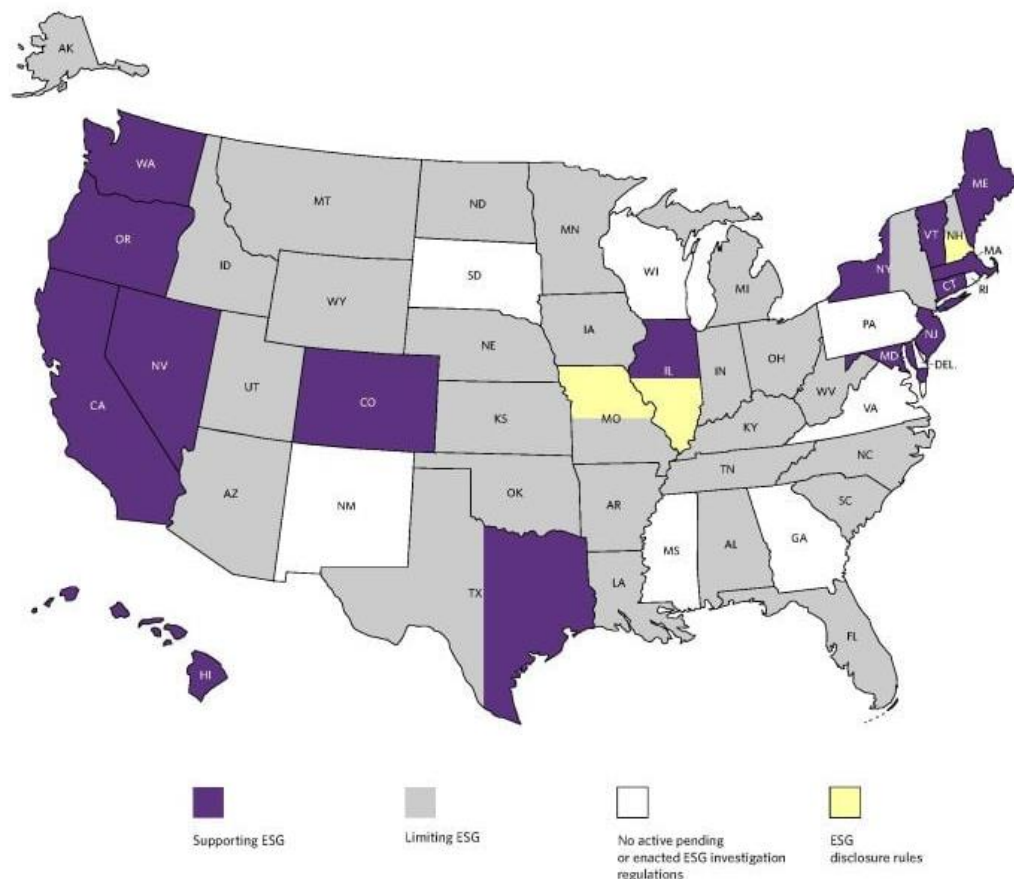 AK
WA
ME
MT
ND
VT
NH
MA
OR
MN
ID
SD
WI
NY
CT
RI
WY
MI
PA
IA
NJ
NE
OH
MD
DEL.
NV
IL
IN
UT
WV
CA
CO
VA
KS
MO
KY
NC
TN
AZ
OK
SC
NM
AR
MS
AL
GA
LA
TX
FL
HI
Supporting ESG
Limiting ESG
No active pending
or enacted ESG investigation
regulations
ESG
disclosure rules